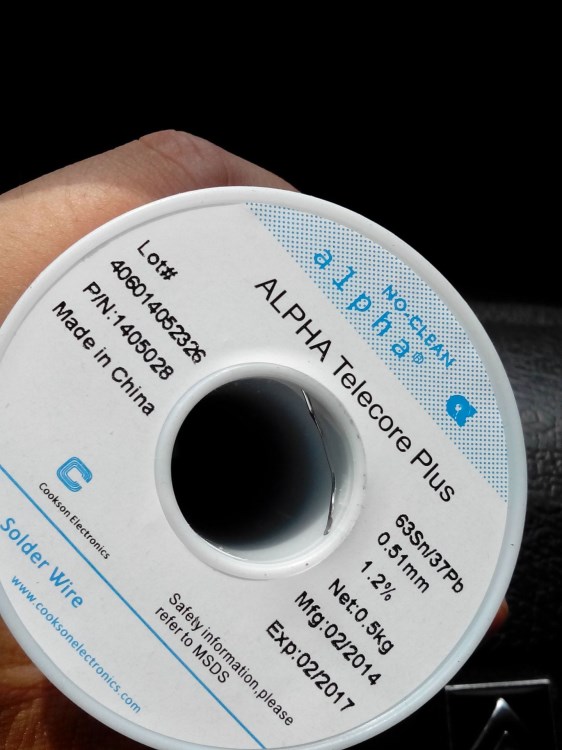 NO-CLEAN
alpha®
ALPHA Telecore Plus
Lot#
406014052326
P/N:1405028
Made in China
63Sn/37Pb
0.51mm
1.2%
Net:0.5kg
Mfg:02/2014
Exp:02/2017
Cookson Electronics
Safety information,please
refer to MSDS
Solder Wire
www.cooksonelectronics.com